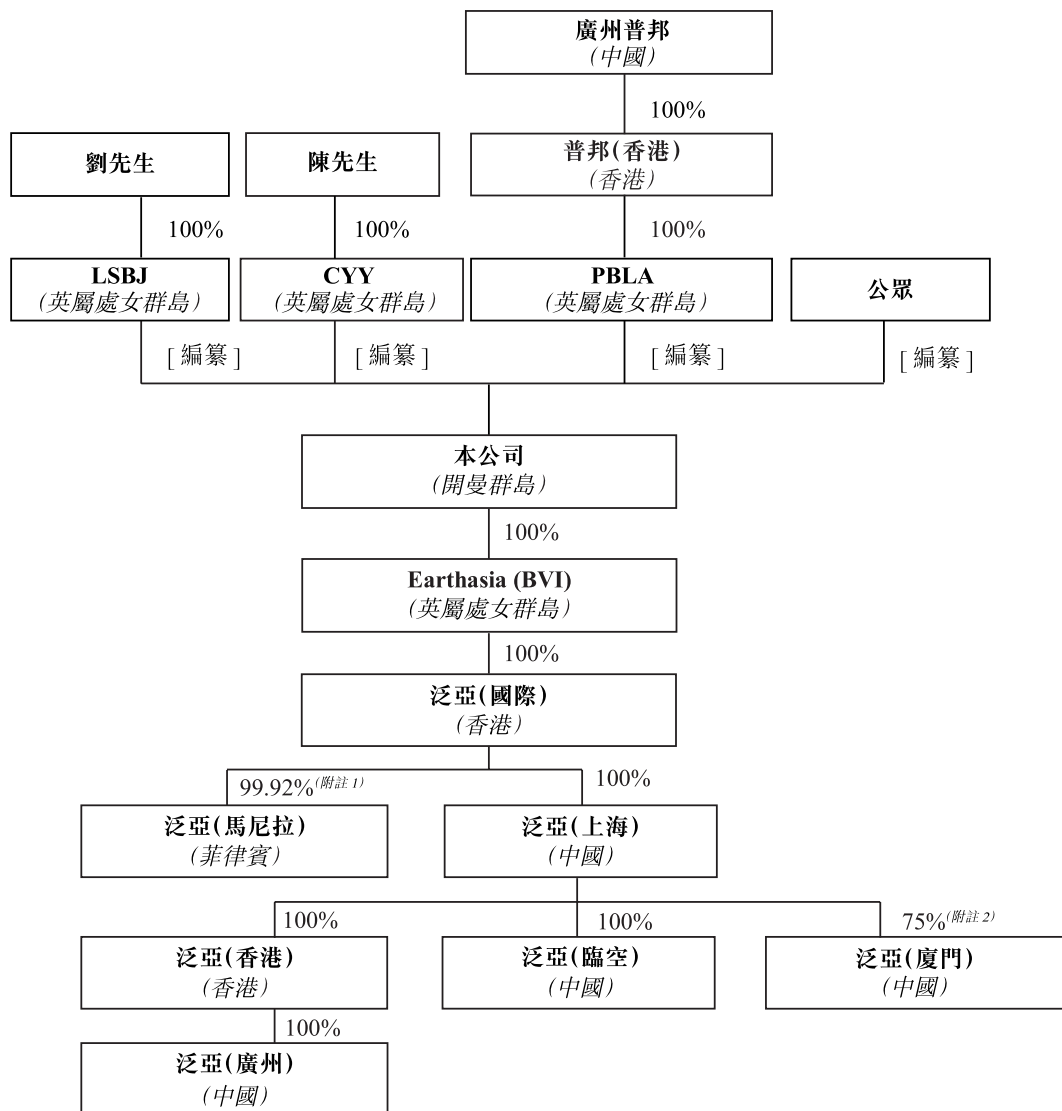 廣州普邦
(中國)
100%
劉先生
陳先生
普邦(香港)
(香港)
100%
100%
100%
LSBJ
(英屬處女群島)
CYY
(英屬處女群島)
PBLA
(英屬處女群島)
公眾
[編纂]
[編纂]
[編纂]
[編纂]
本公司
(開曼群島)
100%
Earthasia (BVI)
(英屬處女群島)
100%
泛亞(國際)
(香港)
99.92%(附註1)
100%
泛亞(馬尼拉)
(菲律賓)
泛亞(上海)
(中國)
100%
100%
75%(附註2)
泛亞(香港)
(香港)
泛亞(臨空)
(中國)
泛亞(廈門)
(中國)
100%
泛亞(廣州)
(中國)